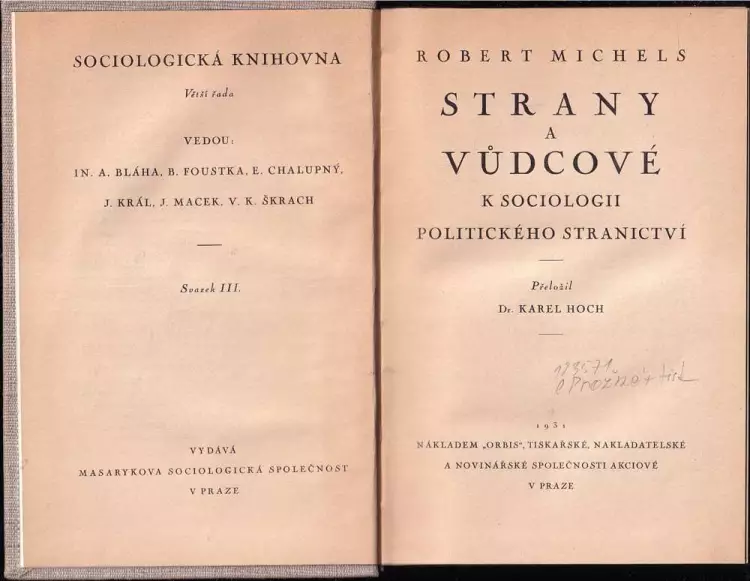 SOCIOLOGICKÁ KNIHOVNA
Větší řada
VEDOU:
IN. A. BLÁHA, B. FOUSTKA, E. CHALUPNÝ,
J. KRÁL, J. MACEK, V. K. ŠKRACH
Svazek III.
VYDÁVÁ
MASARYKOVA SOCIOLOGICKÁ SPOLEČNOST
V PRAZE
ROBERT MICHELS
STRANY
A
VŮDCOVÉ
K SOCIOLOGII
POLITICKÉHO STRANICTVÍ
Přeložil
Dr. KAREL HOCH
1931
NÁKLADEM „ORBIS“, TISKAŘSKÉ, NAKLADATELSKÉ
A NOVINÁŘSKÉ SPOLEČNOSTI AKCIOVÉ
V PRAZE